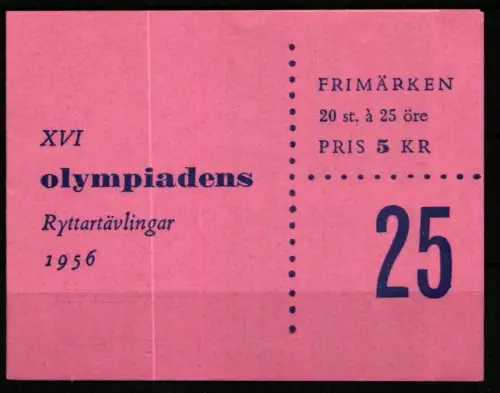 XVI
olympiadens
Ryttartävlingar
1956
FRIMÄRKEN
20 st. à 25 öre
PRIS 5 KR
25